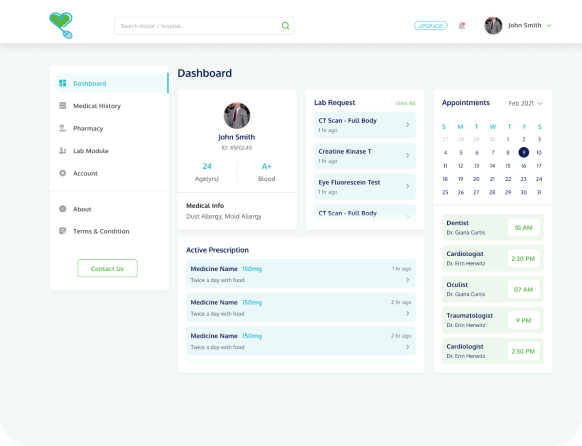 Search doctor / hospital..
UPGRADE
John Smith
Dashboard
Medical History
Pharmacy
Lab Module
Account
About
Terms & Condition
Contact Us
Dashboard
John Smith
ID: 45FGL45
24
Age(yrs)
A+
Blood
Medical Info
Dust Allergy, Mold Allergy
Lab Request
View All
CT Scan - Full Body
1 hr ago
Creatine Kinase T
1 hr ago
Eye Fluorescein Test
1 hr ago
CT Scan - Full Body
Active Prescription
Medicine Name 150mg
1 hr ago
Twice a day with food
Medicine Name 150mg
2 hr ago
Twice a day with food
Medicine Name 150mg
2 hr ago
Twice a day with food
Appointments
Feb 2021
S M T W T F S
27 28 29 30 1 2 3
4 5 6 7 8 9 10
11 12 13 14 15 16 17
18 19 20 21 22 23 24
25 26 27 28 29 30 31
Dentist
Dr. Giana Curtis
10 AM
Cardiologist
Dr. Erin Herwitz
2:30 PM
Oculist
Dr. Giana Curtis
07 AM
Traumatologist
Dr. Erin Herwitz
9 PM
Cardiologist
Dr. Erin Herwitz
2:30 PM